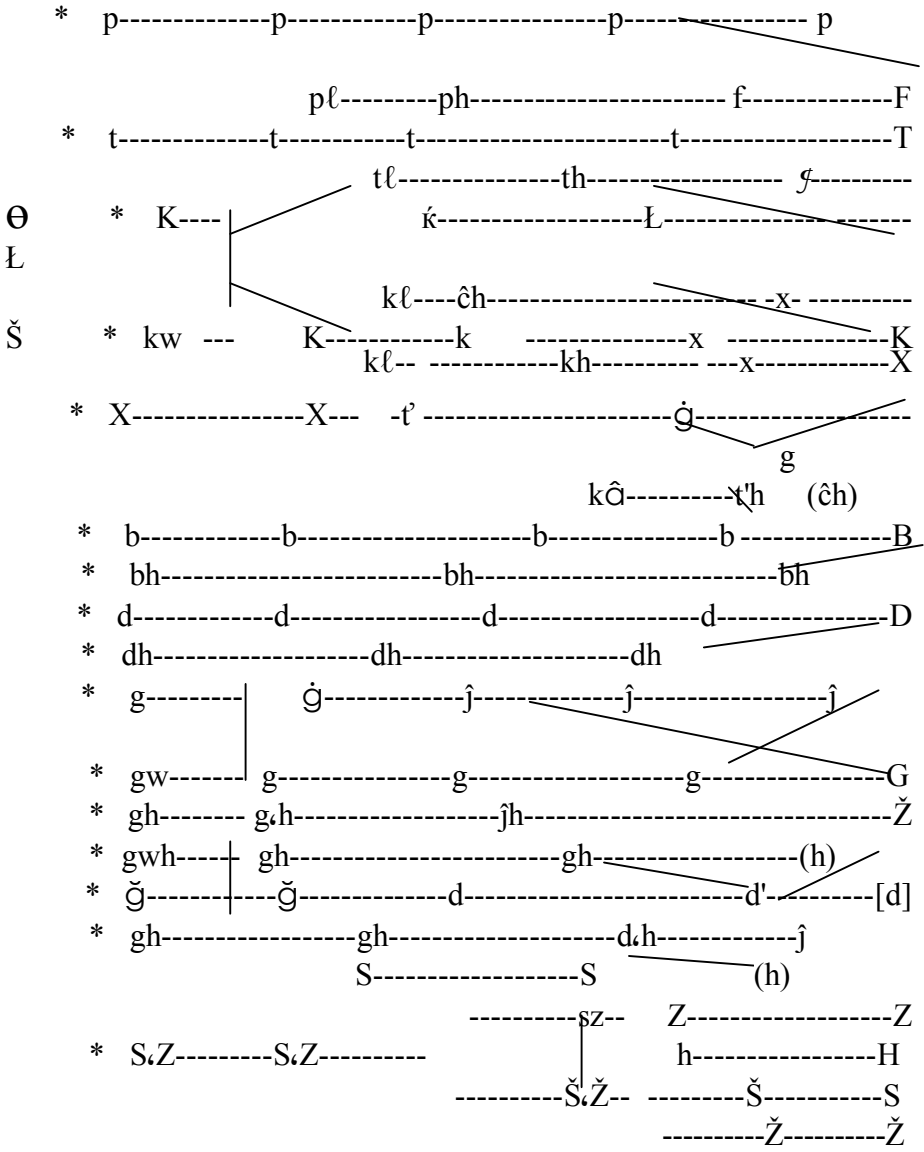 * p------------p-----------p--------------p-------------- p
pℓ---------ph------------------------ f--------------F
* t--------------t------------t------------------------t--------------------T
tℓ---------------th------------------- ---------
Ө * K---- ḱ-------------------Ł-----------------------
Ł
kℓ----ĉh------------------------- -x- ----------
Š * kw --- K------------k ---------------x ---------------K
kℓ-- ------------kh---------- ---x-------------X
* X----------------X--- -t' ------------------------ġ---------------------
g
kâ----------t'h (ĉh)
* b-------------b-----------------------b----------------b --------------B
* bh---------------------------bh-----------------------------bh
* d-------------d------------------d-------------------d----------------D
* dh--------------------dh---------------------dh
* g--------- ġ-------------ĵ--------------ĵ------------------ĵ
* gw------- g----------------g--------------------g-----------------G
* gh-------- g،h-------------------ĵh-----------------------------------Ž
* gwh------ gh---------------------------gh-------------------(h)
* ğ------------ğ--------------d--------------------------d'----------[d]
* gh-------------------gh-----------------------d،h-------------ĵ
S-------------------S (h)
----------sz-- Z-------------------Z
* S،Z---------S،Z---------- h-----------------H
----------Š،Ž-- ---------Š-----------S
----------Ž----------Ž